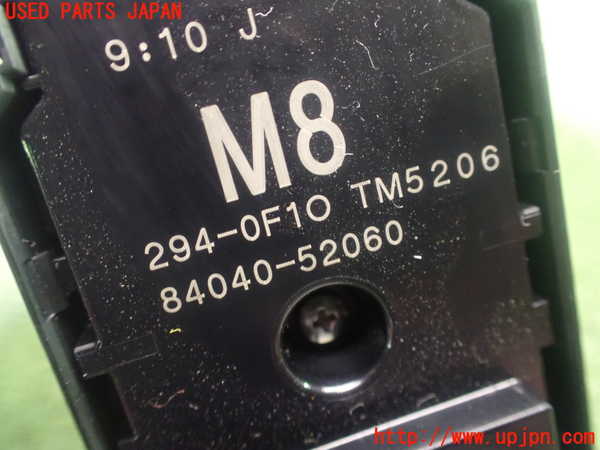 USED PARTS JAPAN
9:10 J
M8
294-0F10 TM5206
84040-52060
http://www.upjpn.com